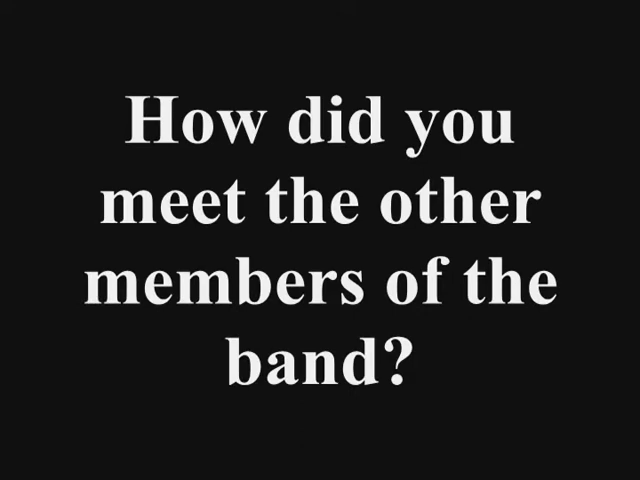 How did you
meet the other
members of the
band?